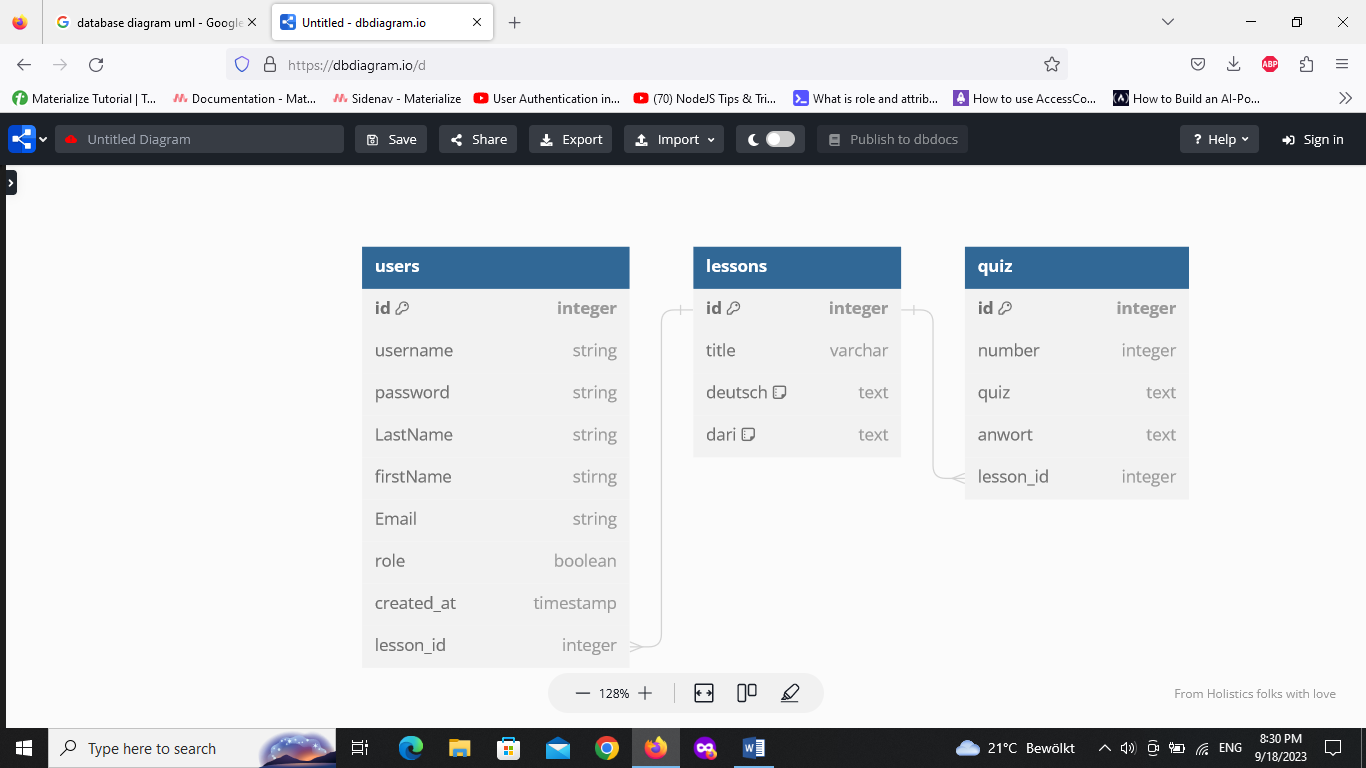 database diagram uml - Google
Untitled - dbdiagram.io
https://dbdiagram.io/d
ABP
Materialize Tutorial | T...
Documentation - Mat...
Sidenav - Materialize
User Authentication in...
(70) NodeJS Tips & Tri...
What is role and attrib...
How to use AccessCo...
How to Build an AI-Po...
Untitled Diagram
Save
Share
Export
Import
Publish to dbdocs
? Help
Sign in
users
id integer
username string
password string
LastName string
firstName stirng
Email string
role boolean
created_at timestamp
lesson_id integer
lessons
id integer
title varchar
deutsch text
dari text
quiz
id integer
number integer
quiz text
anwort text
lesson_id integer
128%
From Holistics folks with love
Type here to search
21°C Bewölkt
ENG
8:30 PM
9/18/2023